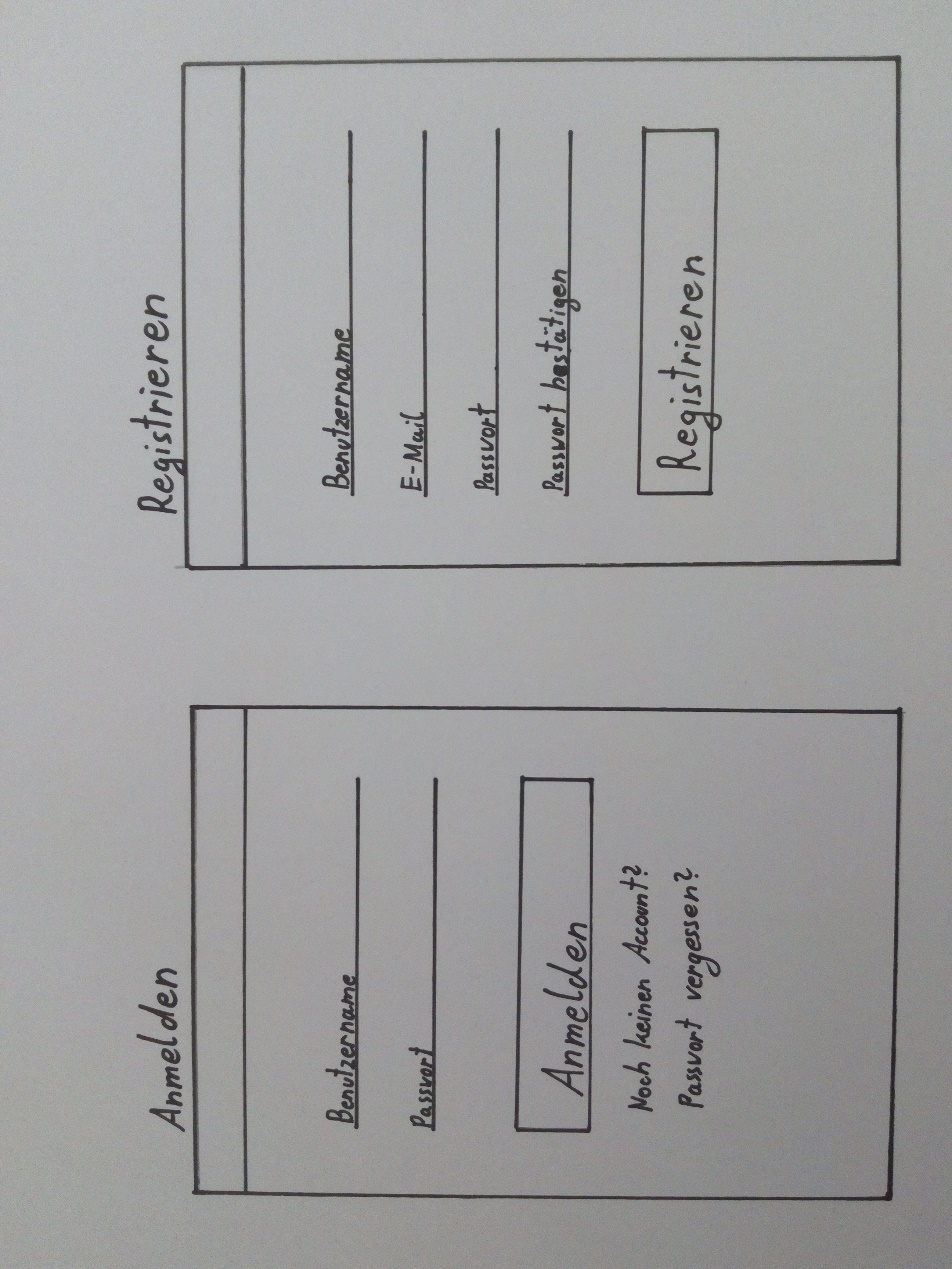 Anmelden
Benutzername
Passwort
Anmelden
Noch keinen Account?
Passwort vergessen?
Registrieren
Benutzername
E-Mail
Passwort
Passwort bestätigen
Registrieren